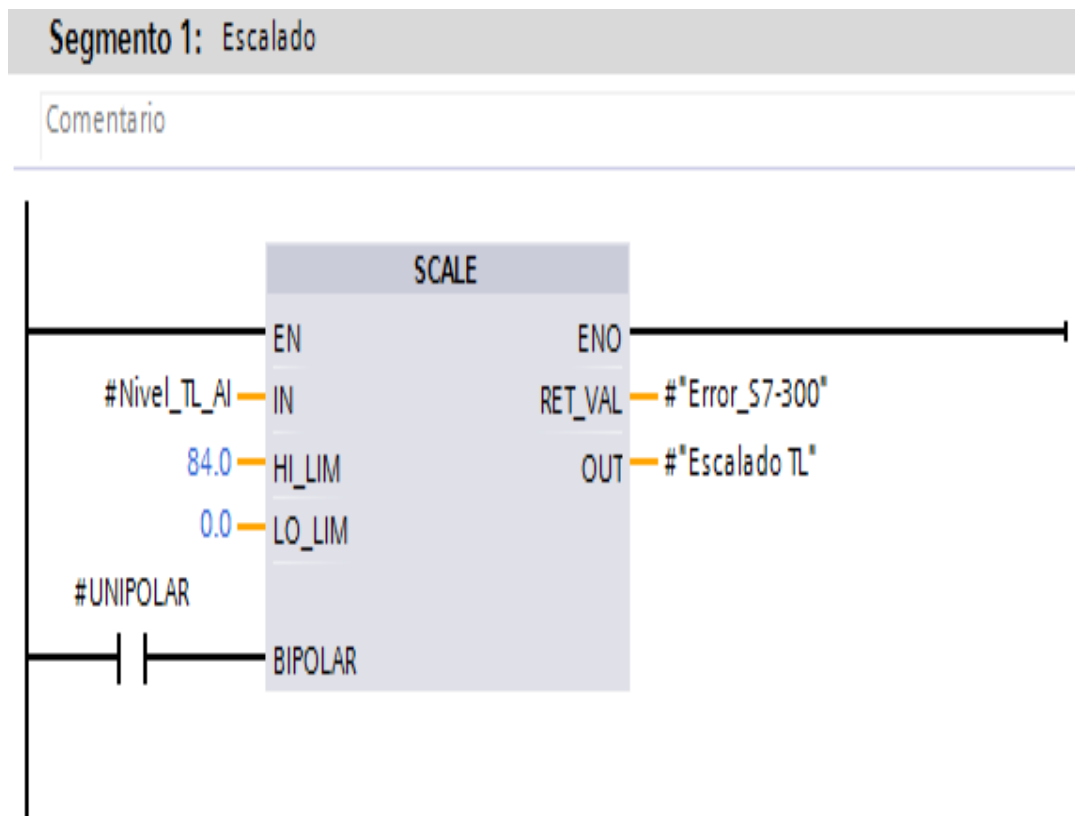 Segmento 1: Escalado
Comentario
SCALE
EN ENO
#Nivel_TL_AI IN RET_VAL #"Error_S7-300"
84.0 HI_LIM OUT #"Escalado TL"
0.0 LO_LIM
#UNIPOLAR
BIPOLAR